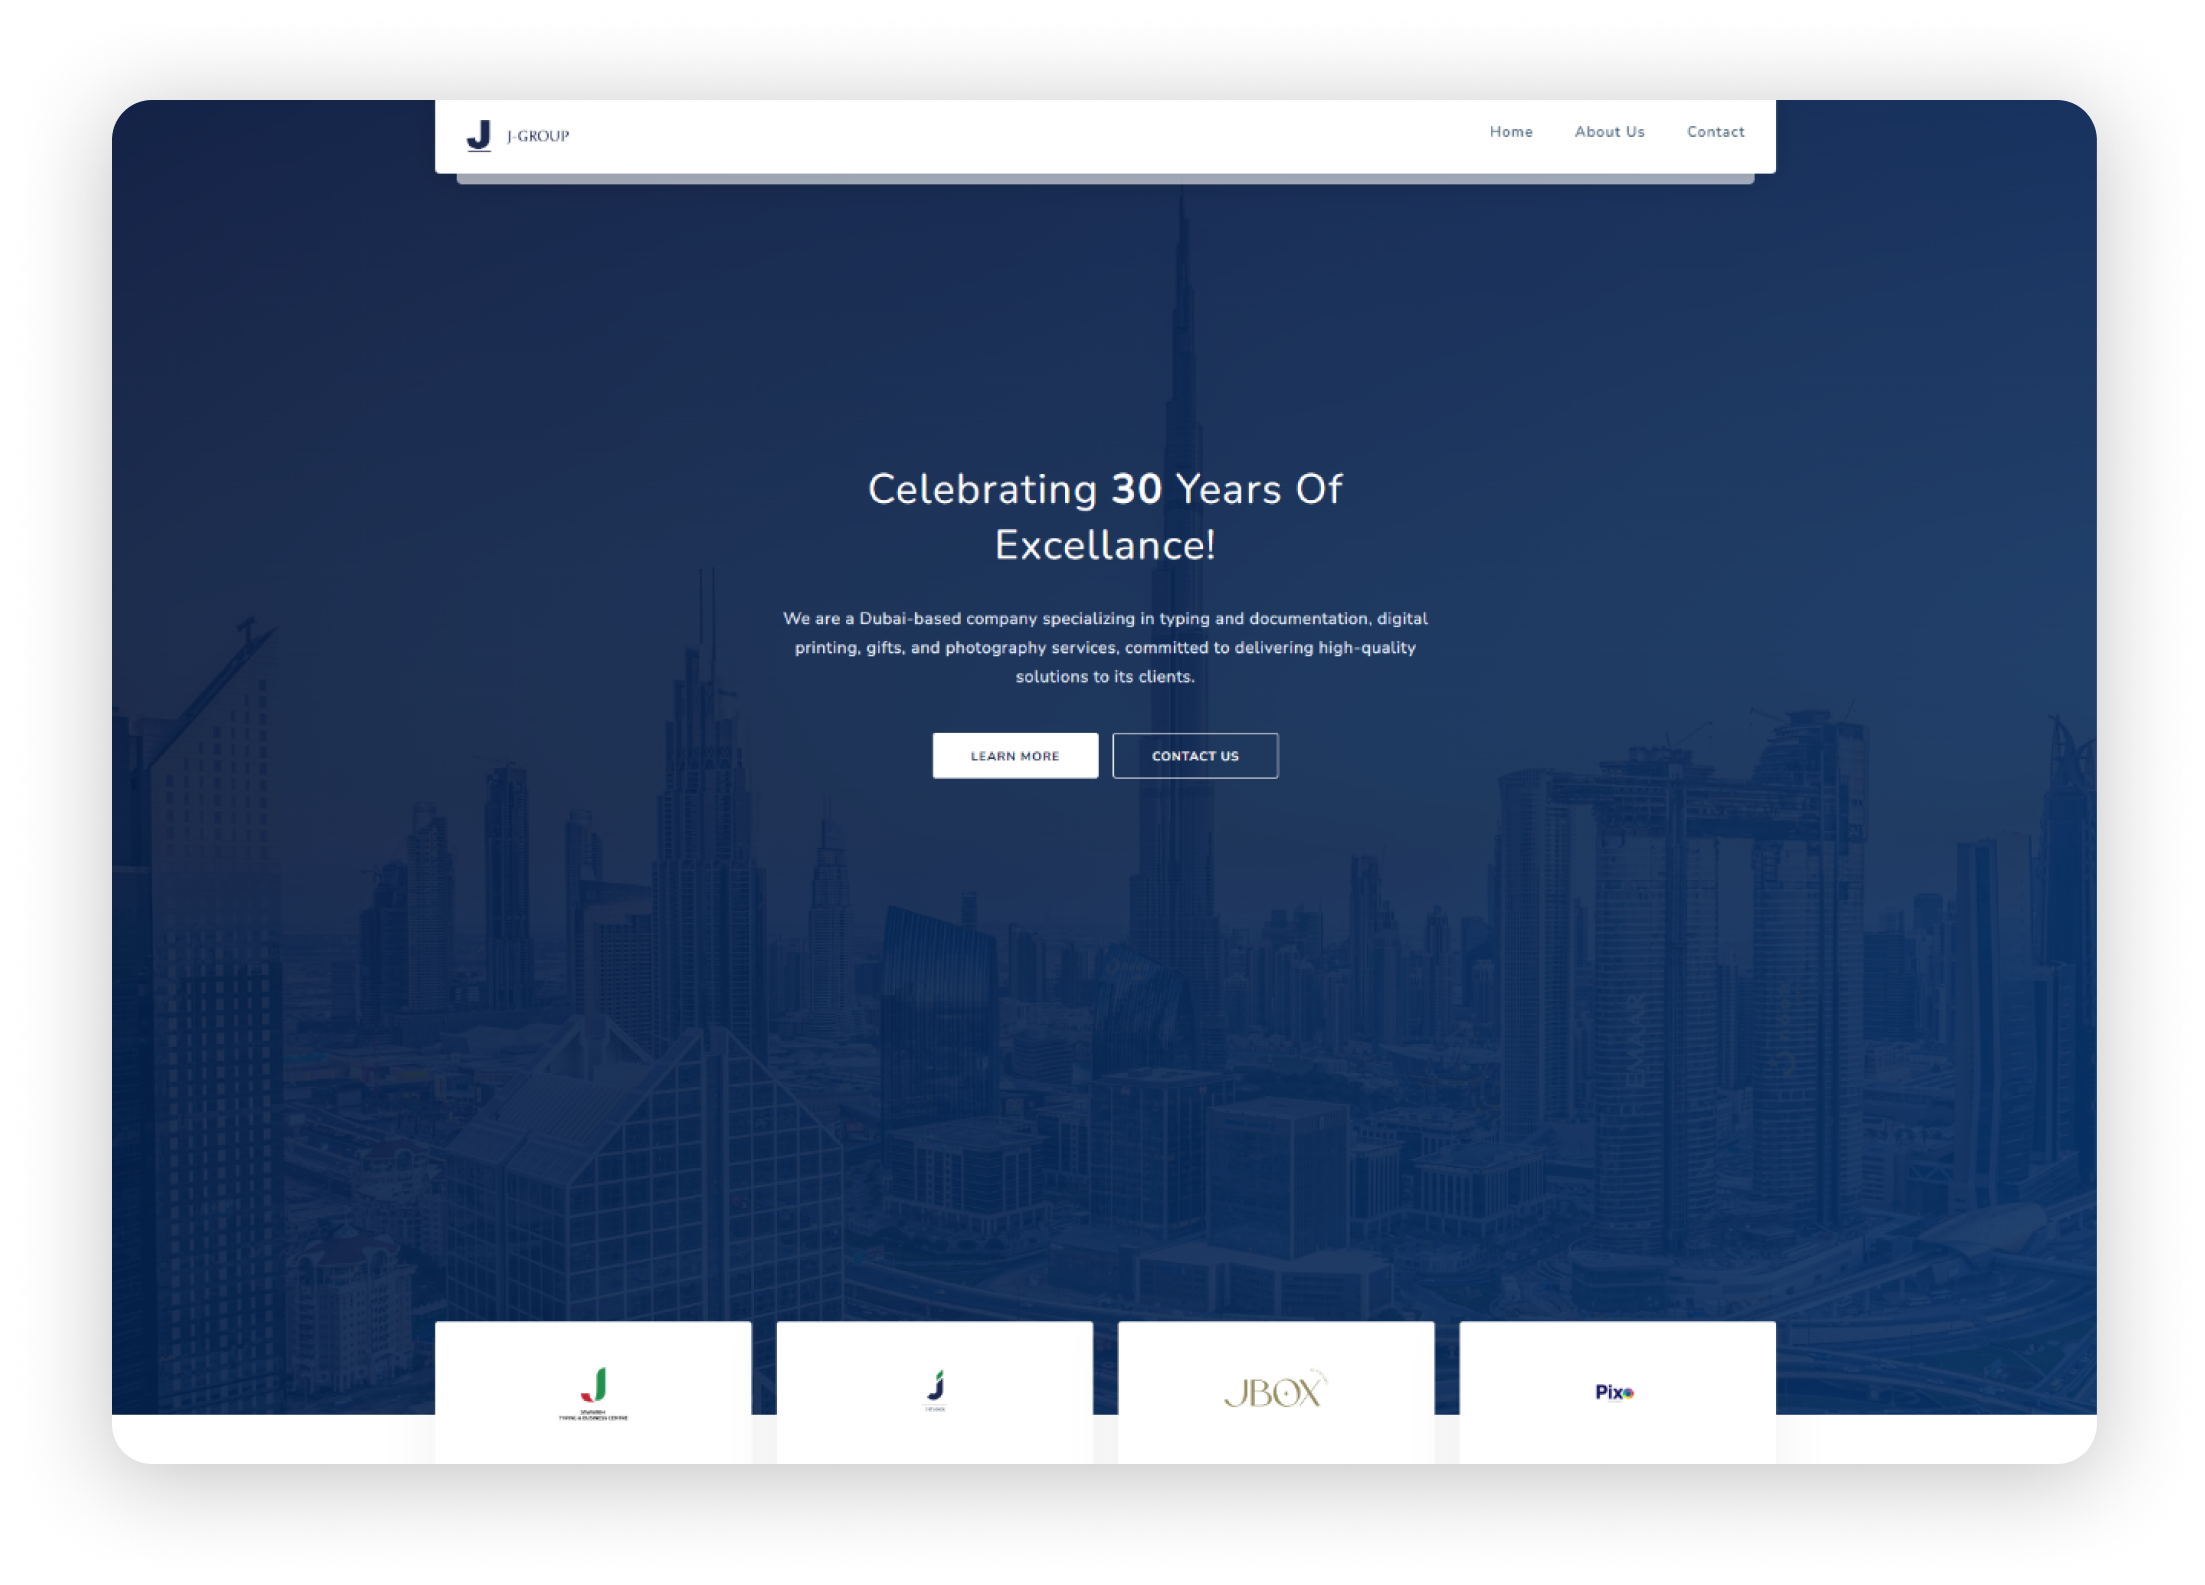 J J-GROUP
Home About Us Contact
Celebrating 30 Years Of
Excellance!
We are a Dubai-based company specializing in typing and documentation, digital
printing, gifts, and photography services, committed to delivering high-quality
solutions to its clients.
LEARN MORE CONTACT US
EMAAR
J
TYPING & BUSINESS CENTRE
J
JBOX
Pixo